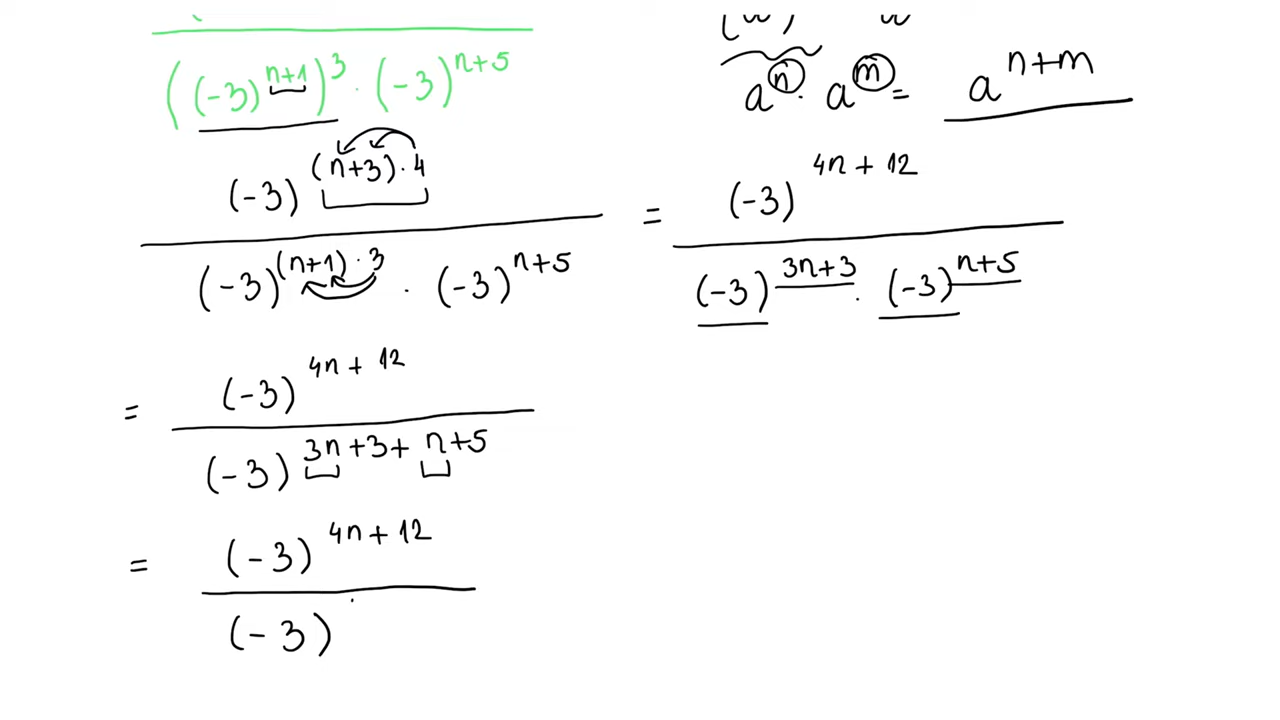 ((-3)^{n+1})^3 · (-3)^{n+5}
a^n · a^m = a^{n+m}
(-3)^{(n+3)·4}
(-3)^{(n+1)·3} · (-3)^{n+5}
= (-3)^{4n+12}
(-3)^{3n+3} · (-3)^{n+5}
= (-3)^{4n+12}
(-3)^{3n+3+n+5}
= (-3)^{4n+12}
(-3)